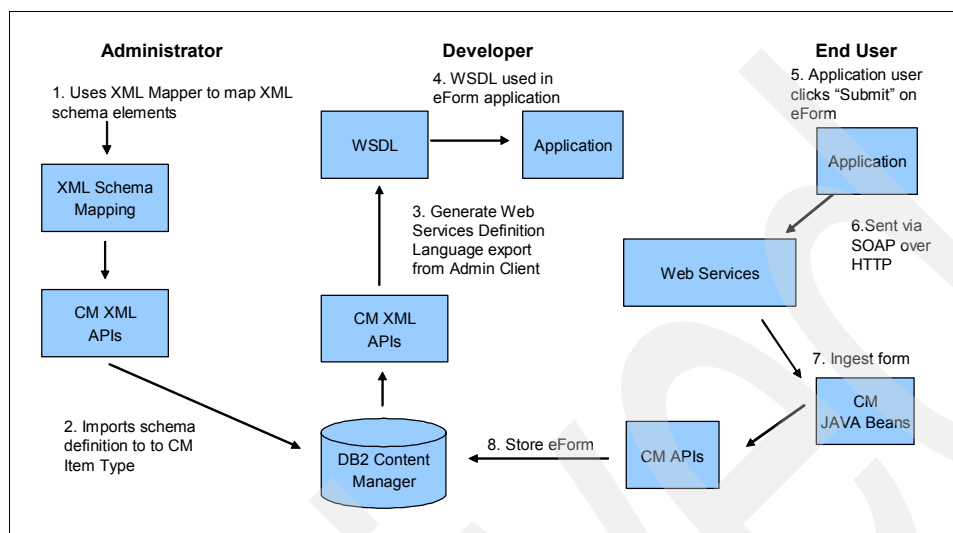 Administrator
1. Uses XML Mapper to map XML
schema elements
XML Schema
Mapping
CM XML
APIs
2. Imports schema
definition to to CM
Item Type
Developer
4. WSDL used in
eForm application
WSDL
Application
3. Generate Web
Services Definition
Language export
from Admin Client
CM XML
APIs
DB2 Content
Manager
End User
5. Application user
clicks “Submit” on
eForm
Application
6.Sent via
SOAP over
HTTP
Web Services
7. Ingest form
CM
JAVA Beans
CM APIs
8. Store eForm